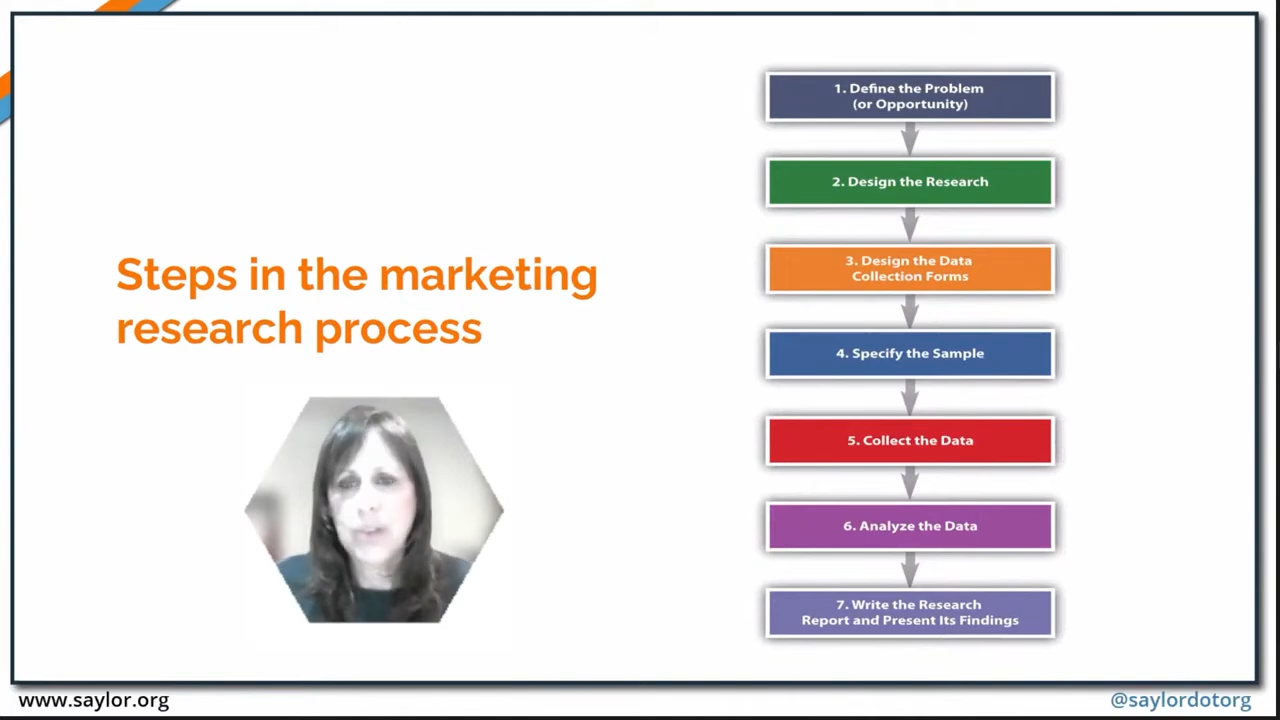 Steps in the marketing
research process
1. Define the Problem
(or Opportunity)
2. Design the Research
3. Design the Data
Collection Forms
4. Specify the Sample
5. Collect the Data
6. Analyze the Data
7. Write the Research
Report and Present Its Findings
www.saylor.org
@saylordotorg